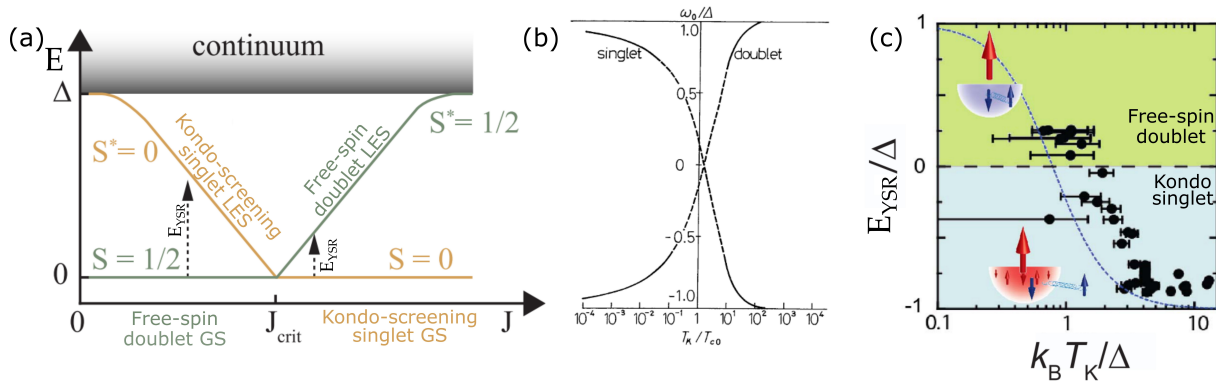 (a)
E
continuum
Δ
S*= 0
Kondo-screening
singlet LES
Free-spin
doublet LES
S*= 1/2
E_YSR
E_YSR
S = 1/2
S = 0
0
0
J_crit
J
Free-spin
doublet GS
Kondo-screening
singlet GS
(b)
ω₀/Δ
1.0
singlet
doublet
0,5
0
-0.5
-1.0
10⁻⁴ 10⁻³ 10⁻² 10⁻¹ 1 10¹ 10² 10³ 10⁴
T_K/T_c0
(c)
1
Free-spin
doublet
0
Kondo
singlet
-1
E_YSR/Δ
0.1 1 10
k_B T_K/Δ